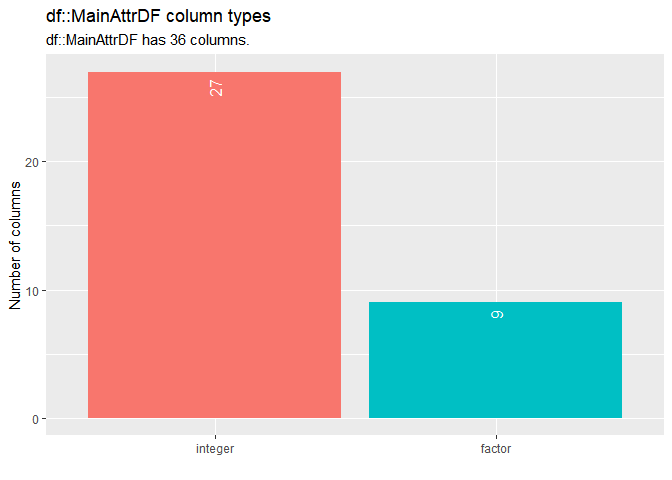 df::MainAttrDF column types
df::MainAttrDF has 36 columns.
Number of columns
20
10
0
27
9
integer
factor